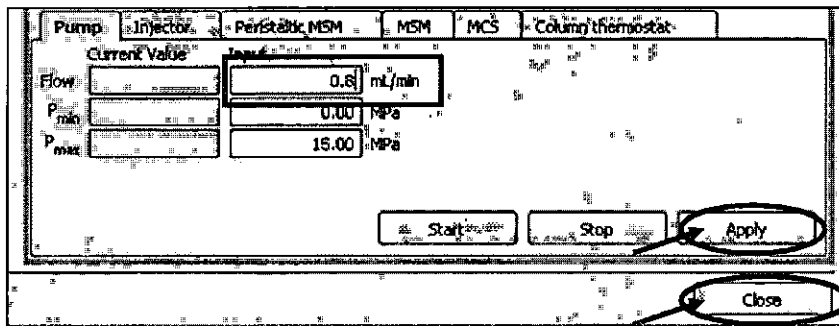 Pump Injector Peristaltic MSM MSM MCS Column thermostat
Current Value Input
Flow 0.8 mL/min
Pmin 0.00 MPa
Pmax 15.00 MPa
Start Stop Apply
Close